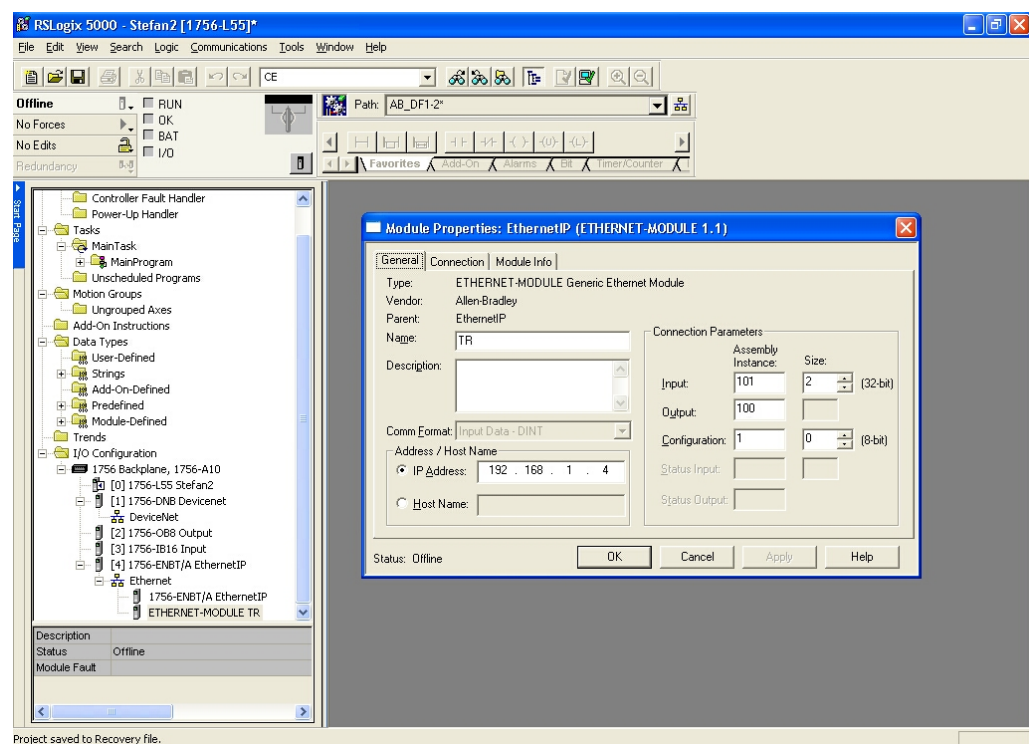 RSLogix 5000 - Stefan2 [1756-L55]*
File Edit View Search Logic Communications Tools Window Help
CE
Offline
RUN
No Forces
OK
No Edits
BAT
Redundancy
I/O
Path: AB_DF1-2*
Favorites Add-On Alarms Bit Timer/Counter
Start Page
Controller Fault Handler
Power-Up Handler
Tasks
MainTask
MainProgram
Unscheduled Programs
Motion Groups
Ungrouped Axes
Add-On Instructions
Data Types
User-Defined
Strings
Add-On-Defined
Predefined
Module-Defined
Trends
I/O Configuration
1756 Backplane, 1756-A10
[0] 1756-L55 Stefan2
[1] 1756-DNB Devicenet
DeviceNet
[2] 1756-OB8 Output
[3] 1756-IB16 Input
[4] 1756-ENBT/A EthernetIP
Ethernet
1756-ENBT/A EthernetIP
ETHERNET-MODULE TR
Description
Status Offline
Module Fault
Module Properties: EthernetIP (ETHERNET-MODULE 1.1)
General Connection Module Info
Type: ETHERNET-MODULE Generic Ethernet Module
Vendor: Allen-Bradley
Parent: EthernetIP
Name: TR
Description:
Comm Format: Input Data - DINT
Address / Host Name
IP Address: 192 . 168 . 1 . 4
Host Name:
Connection Parameters
Assembly Instance: Size:
Input: 101 2 (32-bit)
Output: 100
Configuration: 1 0 (8-bit)
Status Input:
Status Output:
Status: Offline
OK Cancel Apply Help
Project saved to Recovery file.